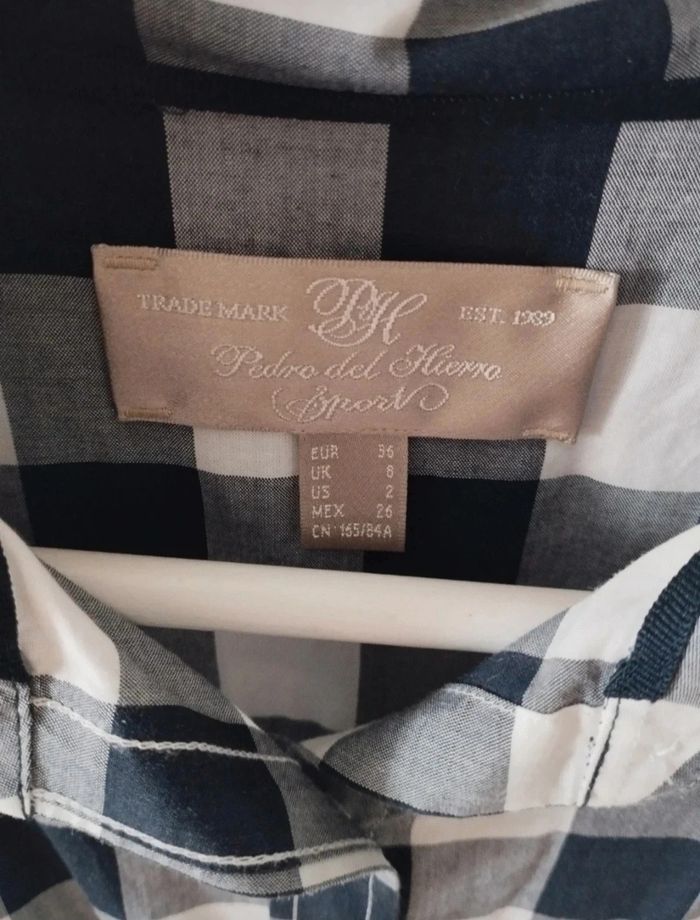 TRADE MARK PH EST. 1989
Pedro del Hierro
Sport
EUR 36
UK 8
US 2
MEX 26
CN 165/84A